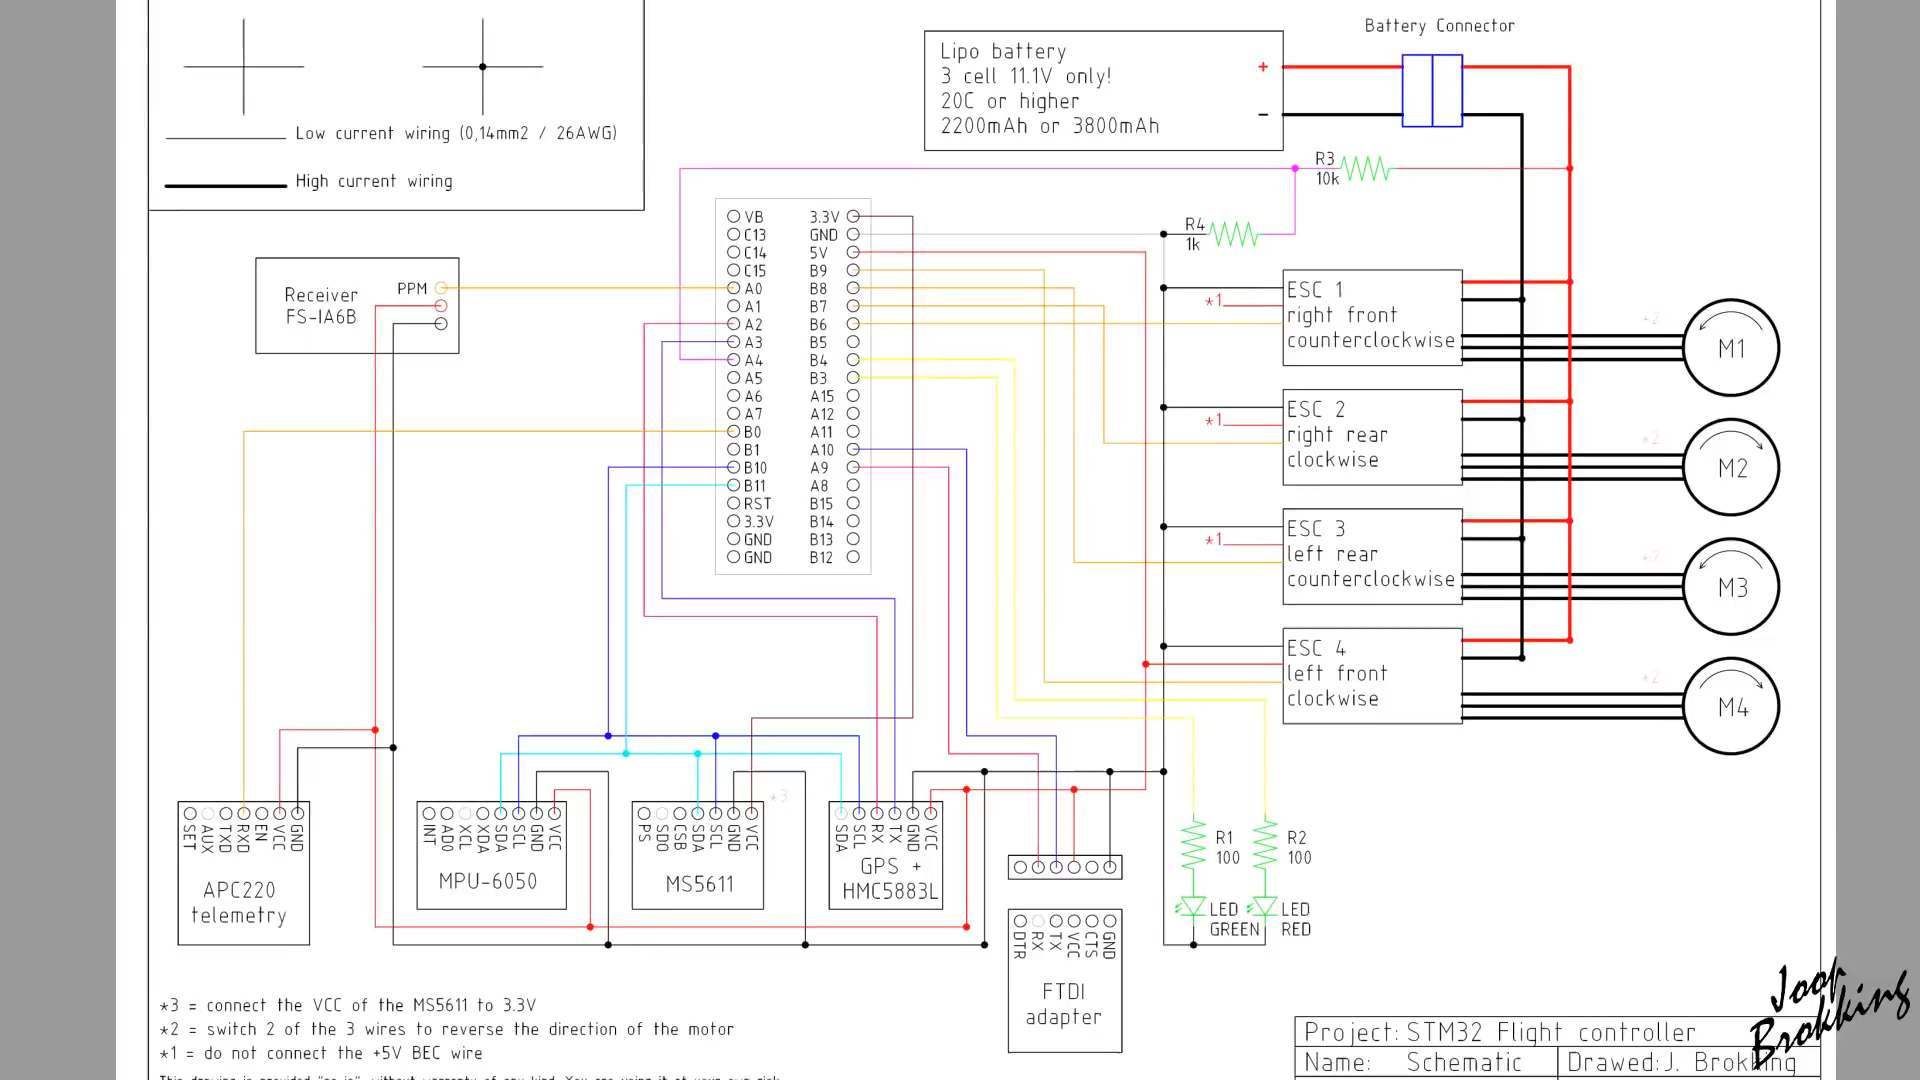 Battery Connector
Lipo battery
3 cell 11.1V only!
20C or higher
2200mAh or 3800mAh
+
−
Low current wiring (0,14mm2 / 26AWG)
High current wiring
R3
10k
R4
1k
VB 3.3V
C13 GND
C14 5V
C15 B9
A0 B8
A1 B7
A2 B6
A3 B5
A4 B4
A5 B3
A6 A15
A7 A12
B0 A11
B1 A10
B10 A9
B11 A8
RST B15
3.3V B14
GND B13
GND B12
Receiver
FS-IA6B
PPM
*1
ESC 1
right front
counterclockwise
*2
M1
*1
ESC 2
right rear
clockwise
*2
M2
*1
ESC 3
left rear
counterclockwise
*2
M3
ESC 4
left front
clockwise
*2
M4
*3
SET
AUX
TXD
RXD
EN
VCC
GND
APC220
telemetry
INT
AD0
XCL
XDA
SDA
SCL
GND
VCC
MPU-6050
PS
SDO
CSB
SDA
SCL
GND
VCC
MS5611
SDA
SCL
RX
TX
GND
VCC
GPS +
HMC5883L
R1
100
R2
100
LED
GREEN
LED
RED
DTR
RX
TX
VCC
CTS
GND
FTDI
adapter
*3 = connect the VCC of the MS5611 to 3.3V
*2 = switch 2 of the 3 wires to reverse the direction of the motor
*1 = do not connect the +5V BEC wire
Project: STM32 Flight controller
Name: Schematic
Drawed: J. Brokking
Joop
Brokking